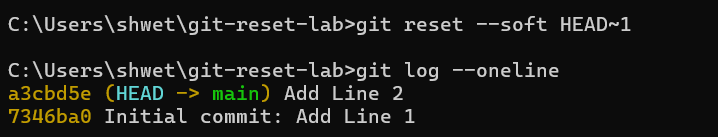 C:\Users\shwet\git-reset-lab>git reset --soft HEAD~1
C:\Users\shwet\git-reset-lab>git log --oneline
a3cbd5e (HEAD -> main) Add Line 2
7346ba0 Initial commit: Add Line 1